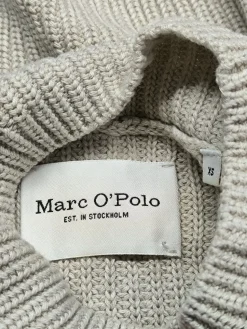 Marc O'Polo
EST. IN STOCKHOLM
XS